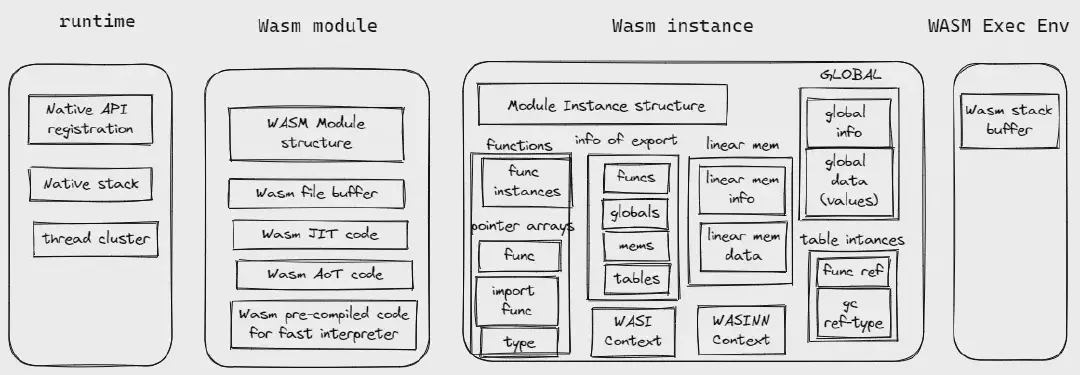 runtime
Native API
registration
Native stack
thread cluster
Wasm module
WASM Module
structure
Wasm file buffer
Wasm JIT code
Wasm AoT code
Wasm pre-compiled code
for fast interpreter
Wasm instance
Module Instance structure
functions
func
instances
pointer arrays
func
import
func
type
info of export
funcs
globals
mems
tables
WASI
Context
linear mem
linear mem
info
linear mem
data
WASINN
Context
GLOBAL
global
info
global
data
(values)
table intances
func ref
gc
ref-type
WASM Exec Env
Wasm stack
buffer